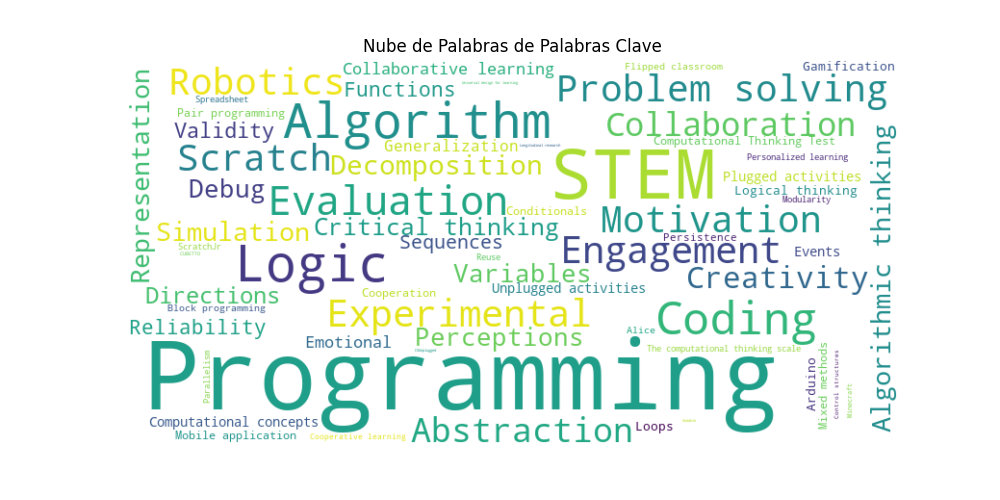 Nube de Palabras de Palabras Clave
Collaborative learning
Flipped classroom
Gamification
Robotics
Functions
Problem solving
Spreadsheet
Representation
Pair programming
Algorithm
Collaboration
Validity
Generalization
Computational Thinking Test
Algorithmic thinking
Scratch
Decomposition
STEM
Personalized learning
Debug
Evaluation
Plugged activities
Logical thinking
Modularity
Conditionals
Simulation
Critical thinking
Motivation
ScratchJr
Logic
Sequences
Engagement
Persistence
Events
Reuse
Variables
Creativity
Directions
Cooperation
Unplugged activities
Block programming
Experimental
Coding
Reliability
Emotional
Perceptions
Alice
Programming
Parallelism
The computational thinking scale
Arduino
Mixed methods
Control structures
Minecraft
Computational concepts
Abstraction
Loops
Mobile application
Cooperative learning